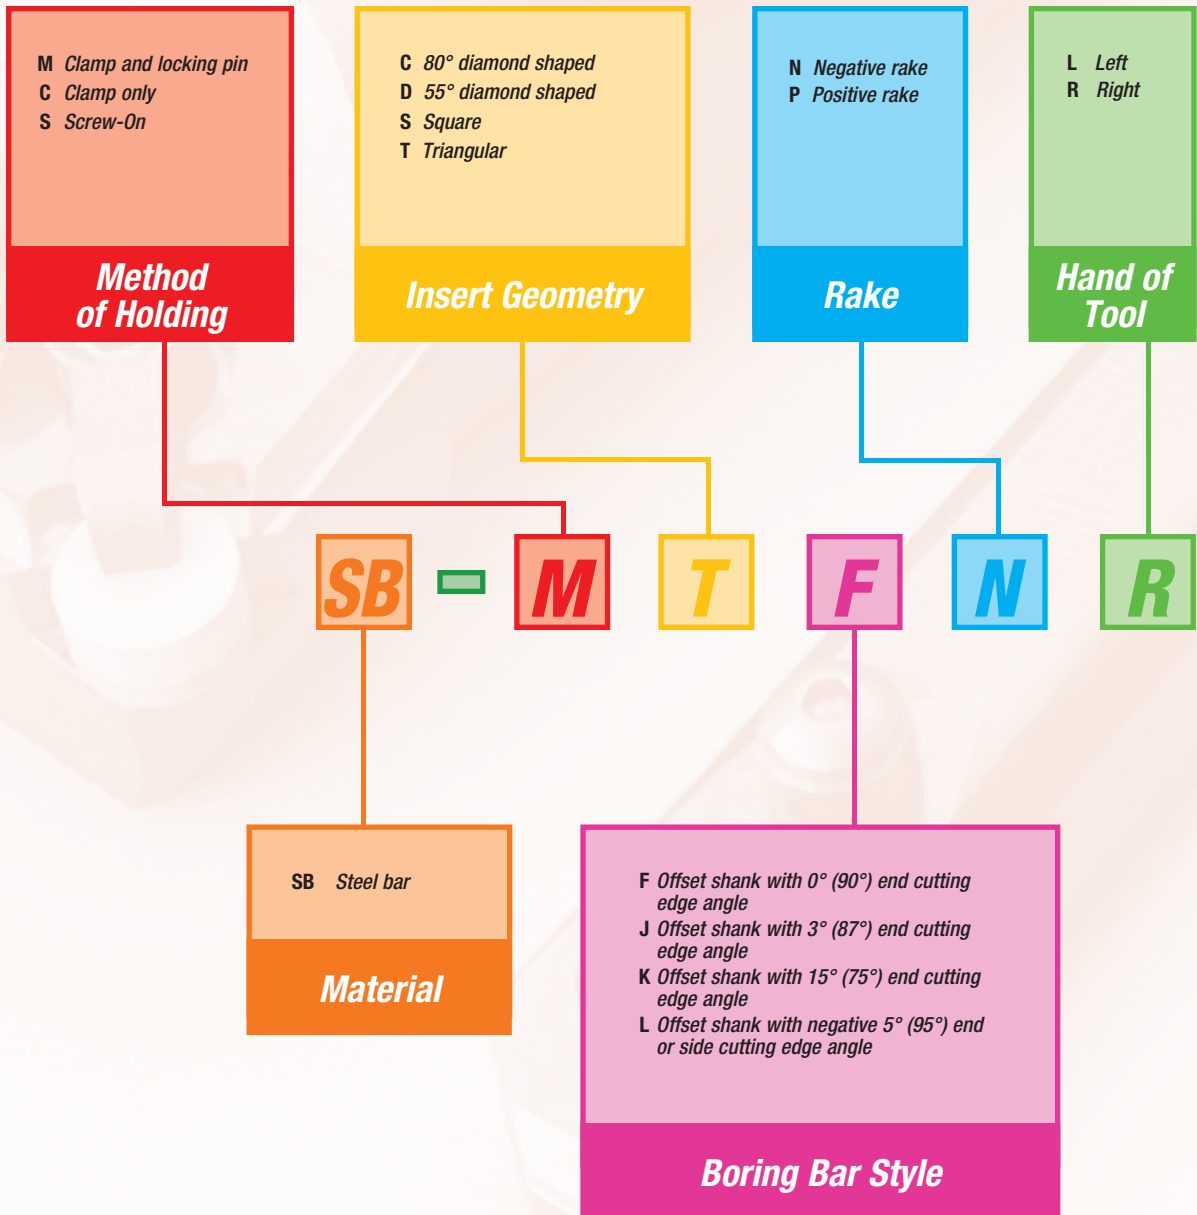 M Clamp and locking pin
C Clamp only
S Screw-On
Method
of Holding
C 80° diamond shaped
D 55° diamond shaped
S Square
T Triangular
Insert Geometry
N Negative rake
P Positive rake
Rake
L Left
R Right
Hand of
Tool
SB - M T F N R
SB Steel bar
Material
F Offset shank with 0° (90°) end cutting
edge angle
J Offset shank with 3° (87°) end cutting
edge angle
K Offset shank with 15° (75°) end cutting
edge angle
L Offset shank with negative 5° (95°) end
or side cutting edge angle
Boring Bar Style